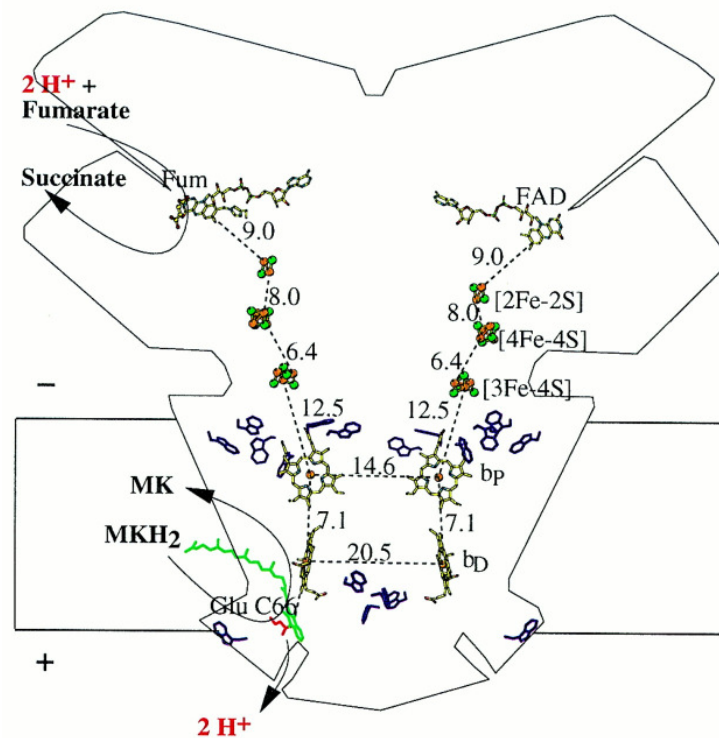 2 H+ +
Fumarate
Succinate
Fum
FAD
9.0
9.0
[2Fe-2S]
8.0
8.0
[4Fe-4S]
6.4
6.4
[3Fe-4S]
−
12.5
12.5
14.6
bP
MK
7.1
7.1
MKH2
20.5
bD
Glu C66
+
2 H+